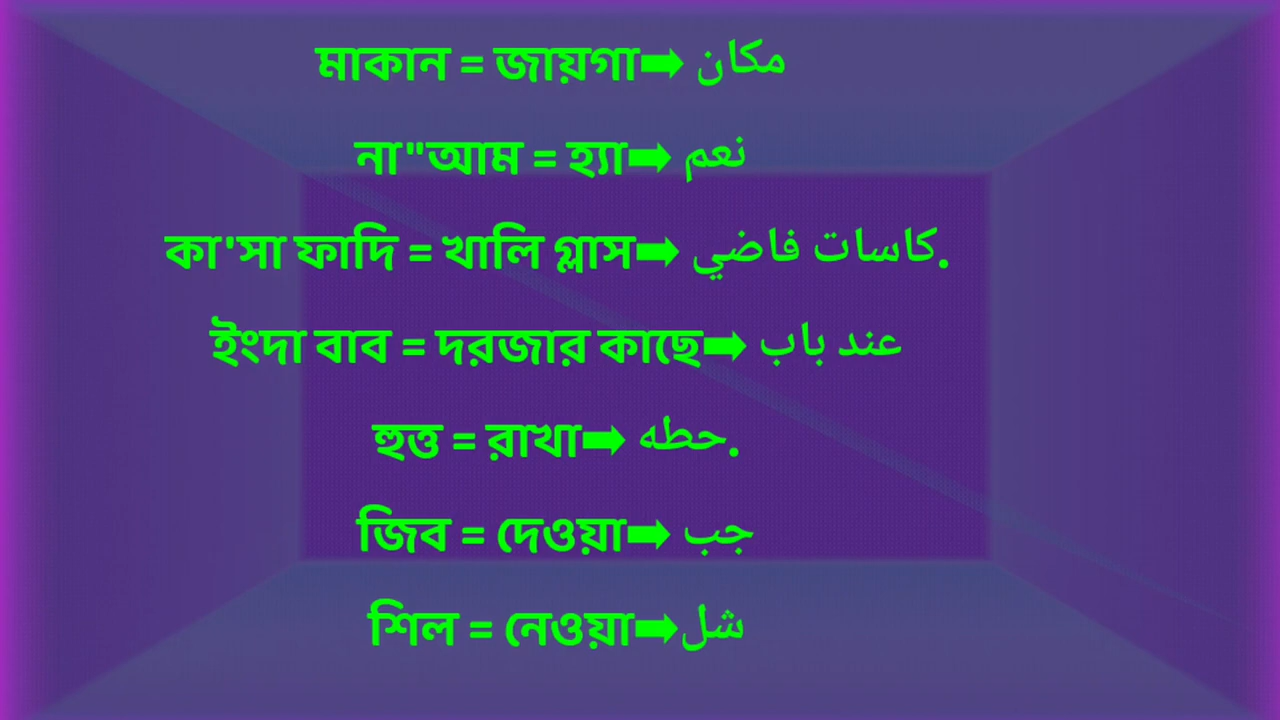 মাকান = জায়গা➡ مكان
না"আম = হ্যা➡ نعم
কা'সা ফাদি = খালি গ্লাস➡ كاسات فاضي.
ইংদা বাব = দরজার কাছে➡ عند باب
হুত্ত = রাখা➡ حطه.
জিব = দেওয়া➡ جب
শিল = নেওয়া➡شل